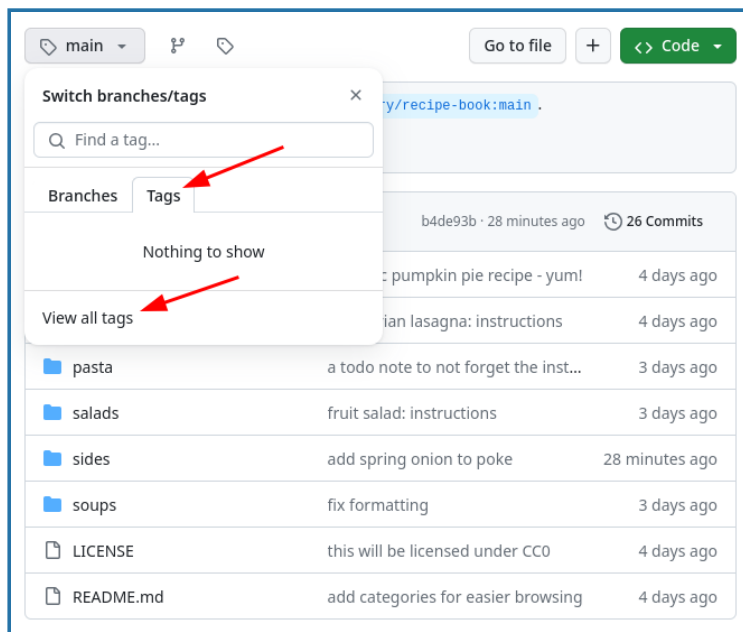 main
Go to file
+
<> Code
Switch branches/tags
ry/recipe-book:main .
Find a tag...
Branches
Tags
b4de93b · 28 minutes ago
26 Commits
Nothing to show
pumpkin pie recipe - yum!
4 days ago
View all tags
lasagna: instructions
4 days ago
pasta
a todo note to not forget the inst...
3 days ago
salads
fruit salad: instructions
3 days ago
sides
add spring onion to poke
28 minutes ago
soups
fix formatting
3 days ago
LICENSE
this will be licensed under CC0
4 days ago
README.md
add categories for easier browsing
4 days ago